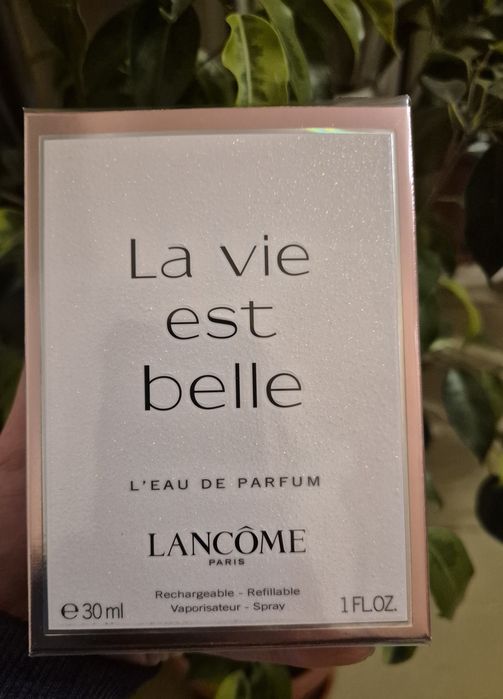 La vie
est
belle
L'EAU DE PARFUM
LANCÔME
PARIS
Rechargeable - Refillable
Vaporisateur - Spray
℮ 30 ml
1 FL.OZ.